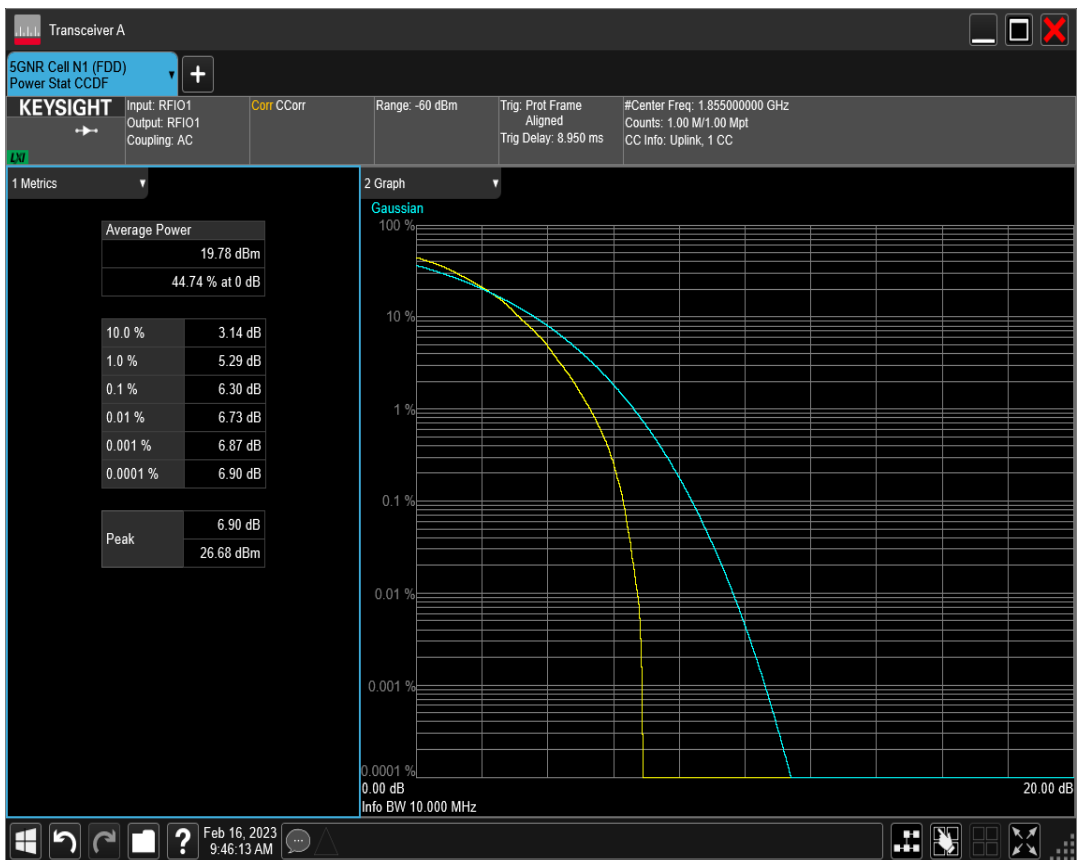 Transceiver A
5GNR Cell N1 (FDD)
Power Stat CCDF
+
KEYSIGHT
LXI
Input: RFIO1
Output: RFIO1
Coupling: AC
Corr CCorr
Range: -60 dBm
Trig: Prot Frame
Aligned
Trig Delay: 8.950 ms
#Center Freq: 1.855000000 GHz
Counts: 1.00 M/1.00 Mpt
CC Info: Uplink, 1 CC
1 Metrics
Average Power
19.78 dBm
44.74 % at 0 dB
10.0 % 3.14 dB
1.0 % 5.29 dB
0.1 % 6.30 dB
0.01 % 6.73 dB
0.001 % 6.87 dB
0.0001 % 6.90 dB
Peak 6.90 dB
26.68 dBm
2 Graph
Gaussian
100 %
10 %
1 %
0.1 %
0.01 %
0.001 %
0.0001 %
0.00 dB 20.00 dB
Info BW 10.000 MHz
?
Feb 16, 2023
9:46:13 AM